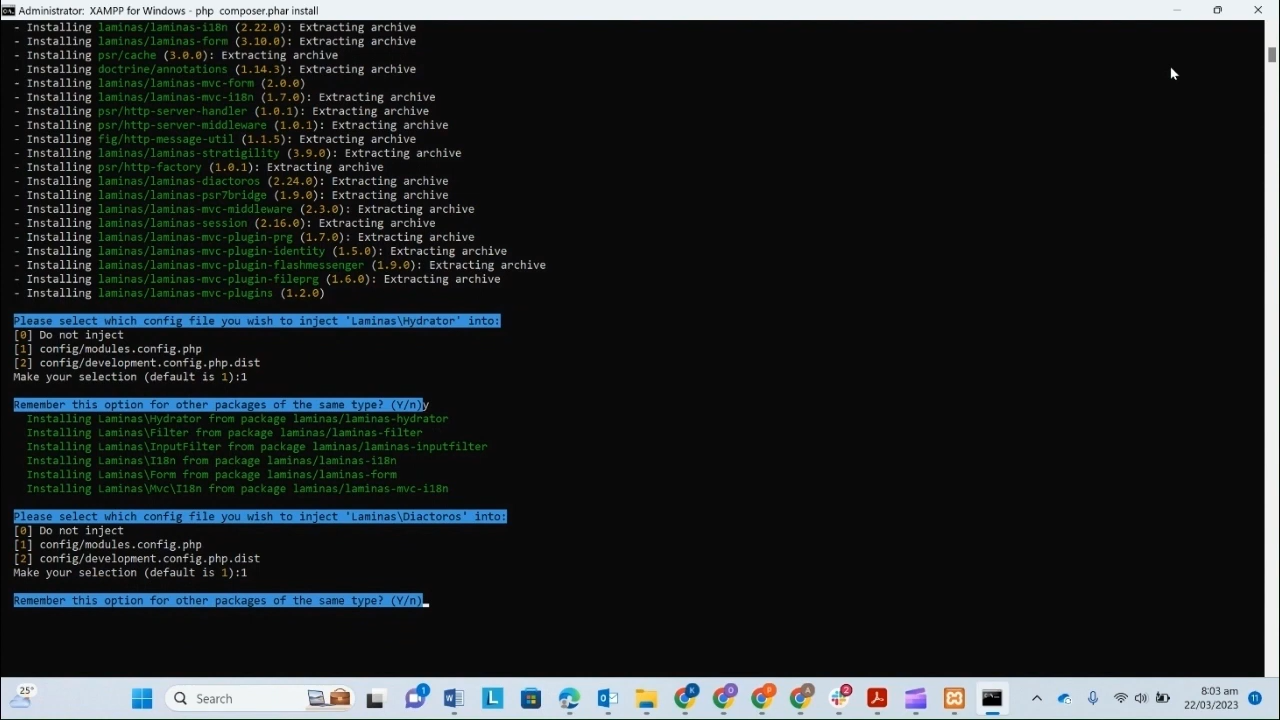 Administrator: XAMPP for Windows - php composer.phar install
- Installing laminas/laminas-i18n (2.22.0): Extracting archive
- Installing laminas/laminas-form (3.10.0): Extracting archive
- Installing psr/cache (3.0.0): Extracting archive
- Installing doctrine/annotations (1.14.3): Extracting archive
- Installing laminas/laminas-mvc-form (2.0.0)
- Installing laminas/laminas-mvc-i18n (1.7.0): Extracting archive
- Installing psr/http-server-handler (1.0.1): Extracting archive
- Installing psr/http-server-middleware (1.0.1): Extracting archive
- Installing fig/http-message-util (1.1.5): Extracting archive
- Installing laminas/laminas-stratigility (3.9.0): Extracting archive
- Installing psr/http-factory (1.0.1): Extracting archive
- Installing laminas/laminas-diactoros (2.24.0): Extracting archive
- Installing laminas/laminas-psr7bridge (1.9.0): Extracting archive
- Installing laminas/laminas-mvc-middleware (2.3.0): Extracting archive
- Installing laminas/laminas-session (2.16.0): Extracting archive
- Installing laminas/laminas-mvc-plugin-prg (1.7.0): Extracting archive
- Installing laminas/laminas-mvc-plugin-identity (1.5.0): Extracting archive
- Installing laminas/laminas-mvc-plugin-flashmessenger (1.9.0): Extracting archive
- Installing laminas/laminas-mvc-plugin-fileprg (1.6.0): Extracting archive
- Installing laminas/laminas-mvc-plugins (1.2.0)
Please select which config file you wish to inject 'Laminas\Hydrator' into:
[0] Do not inject
[1] config/modules.config.php
[2] config/development.config.php.dist
Make your selection (default is 1):1
Remember this option for other packages of the same type? (Y/n)y
Installing Laminas\Hydrator from package laminas/laminas-hydrator
Installing Laminas\Filter from package laminas/laminas-filter
Installing Laminas\InputFilter from package laminas/laminas-inputfilter
Installing Laminas\I18n from package laminas/laminas-i18n
Installing Laminas\Form from package laminas/laminas-form
Installing Laminas\Mvc\I18n from package laminas/laminas-mvc-i18n
Please select which config file you wish to inject 'Laminas\Diactoros' into:
[0] Do not inject
[1] config/modules.config.php
[2] config/development.config.php.dist
Make your selection (default is 1):1
Remember this option for other packages of the same type? (Y/n)
25°
Search
1
W
L
K
O
P
A
2
8:03 am
22/03/2023
11